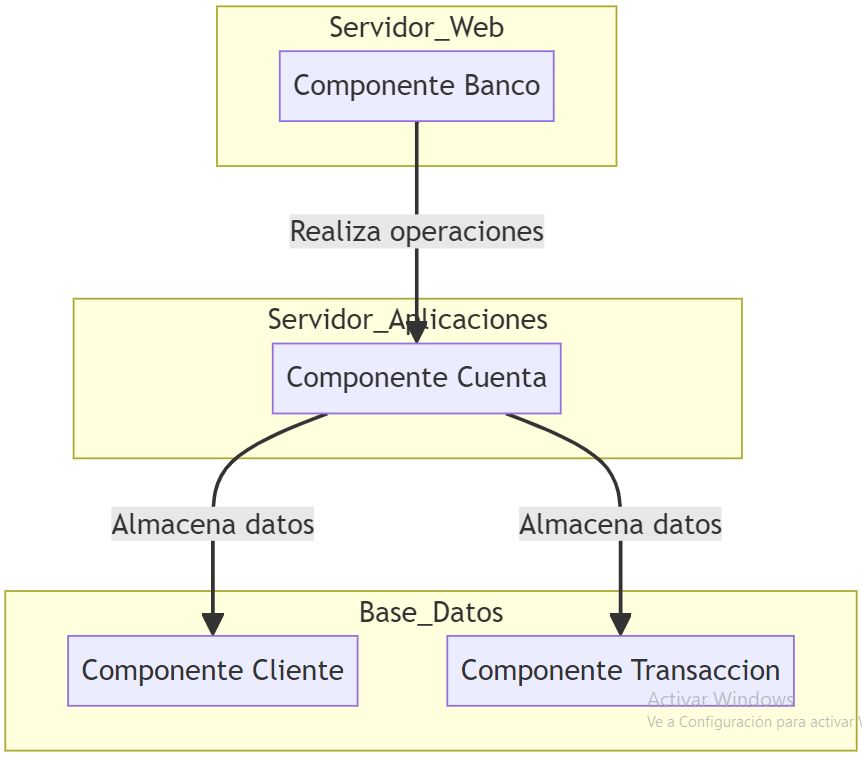 Servidor_Web
Componente Banco
Realiza operaciones
Servidor_Aplicaciones
Componente Cuenta
Almacena datos
Almacena datos
Base_Datos
Componente Cliente
Componente Transaccion
Activar Windows
Ve a Configuración para activar